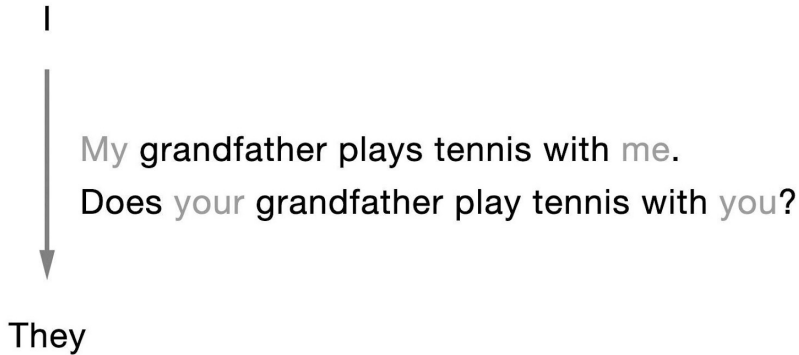 I
My grandfather plays tennis with me.
Does your grandfather play tennis with you?
They